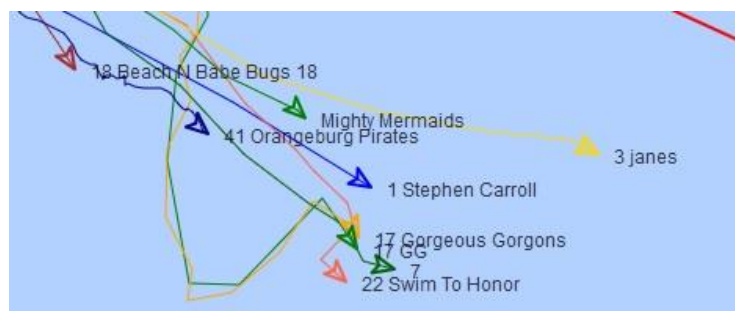 18 Beach N Babe Bugs 18
Mighty Mermaids
41 Orangeburg Pirates
3 janes
1 Stephen Carroll
17 Gorgeous Gorgons
17 GG
7
22 Swim To Honor